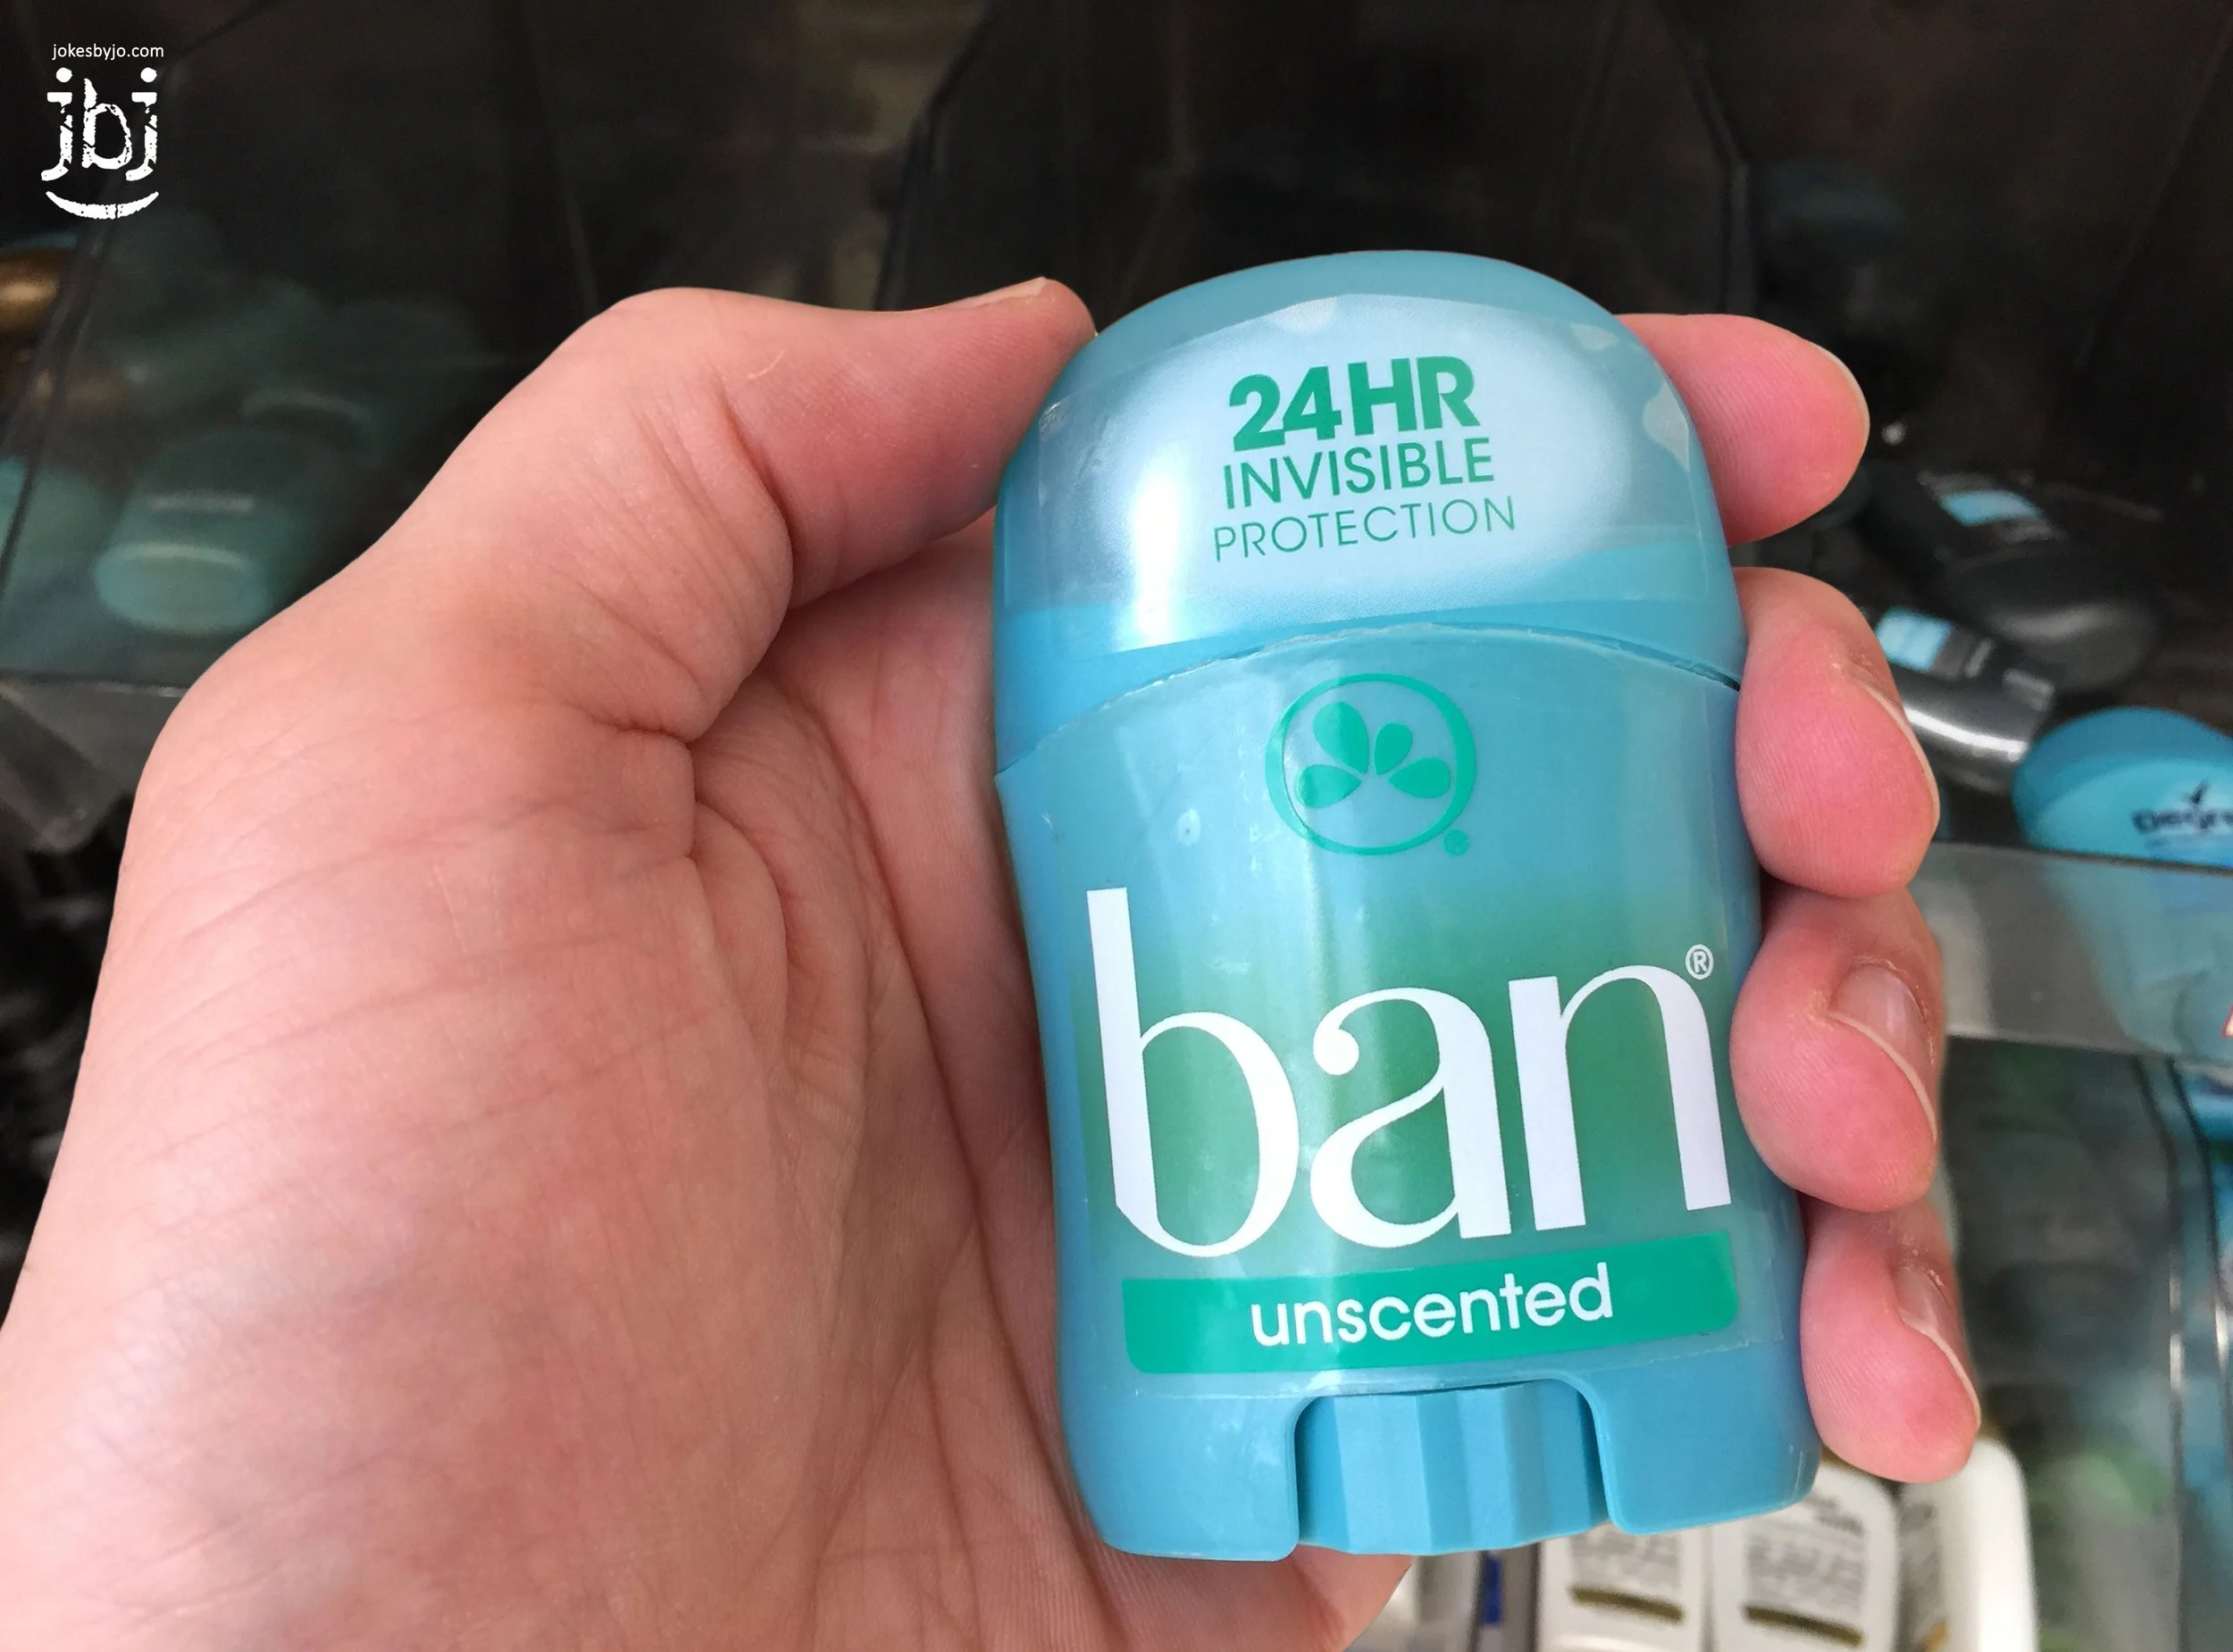 jokesbyjo.com
jbj
24HR
INVISIBLE
PROTECTION
ban®
unscented